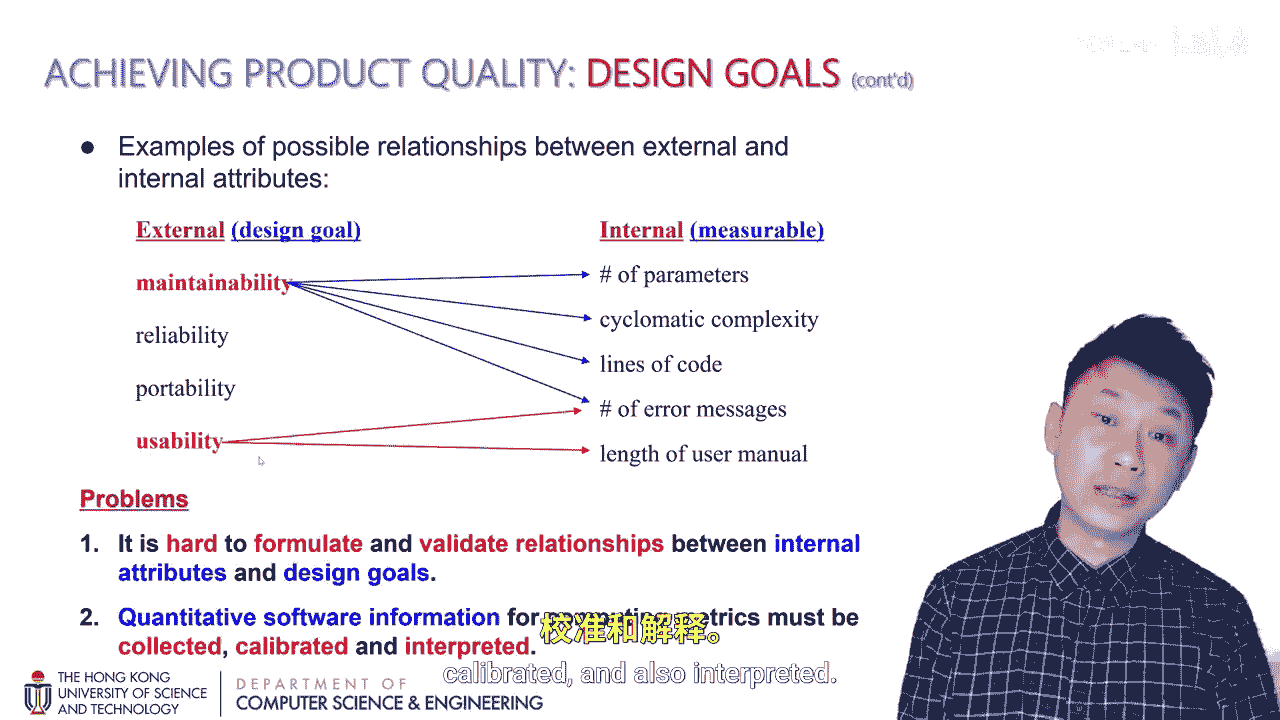 ACHIEVING PRODUCT QUALITY: DESIGN GOALS (cont'd)
● Examples of possible relationships between external and
internal attributes:
External (design goal)
Internal (measurable)
maintainability
# of parameters
cyclomatic complexity
reliability
lines of code
portability
# of error messages
usability
length of user manual
Problems
1. It is hard to formulate and validate relationships between internal
attributes and design goals.
2. Quantitative software information for metrics must be
collected, calibrated and interpreted.
校准和解释。
calibrated, and also interpreted.
THE HONG KONG
UNIVERSITY OF SCIENCE
AND TECHNOLOGY
DEPARTMENT OF
COMPUTER SCIENCE & ENGINEERING